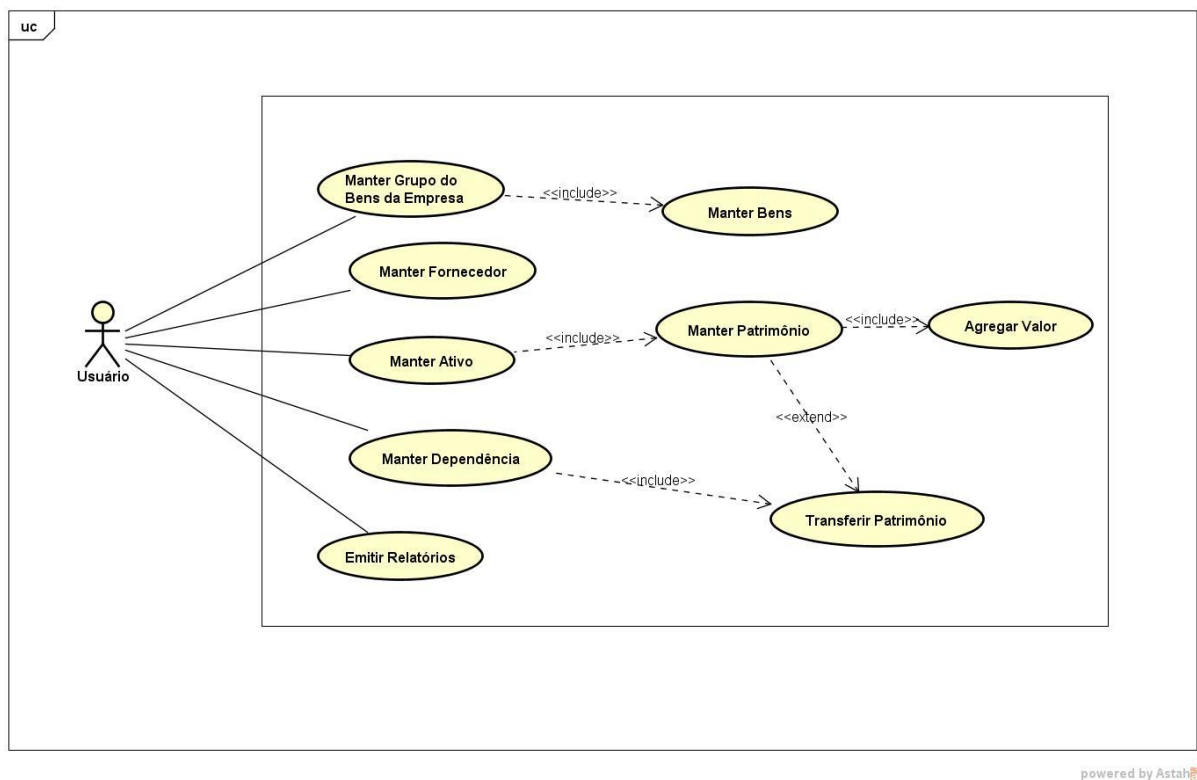 uc
Manter Grupo do
Bens da Empresa
<<include>>
Manter Bens
Manter Fornecedor
Usuário
Manter Ativo
<<include>>
Manter Patrimônio
<<include>>
Agregar Valor
<<extend>>
Manter Dependência
<<include>>
Transferir Patrimônio
Emitir Relatórios
powered by Astah